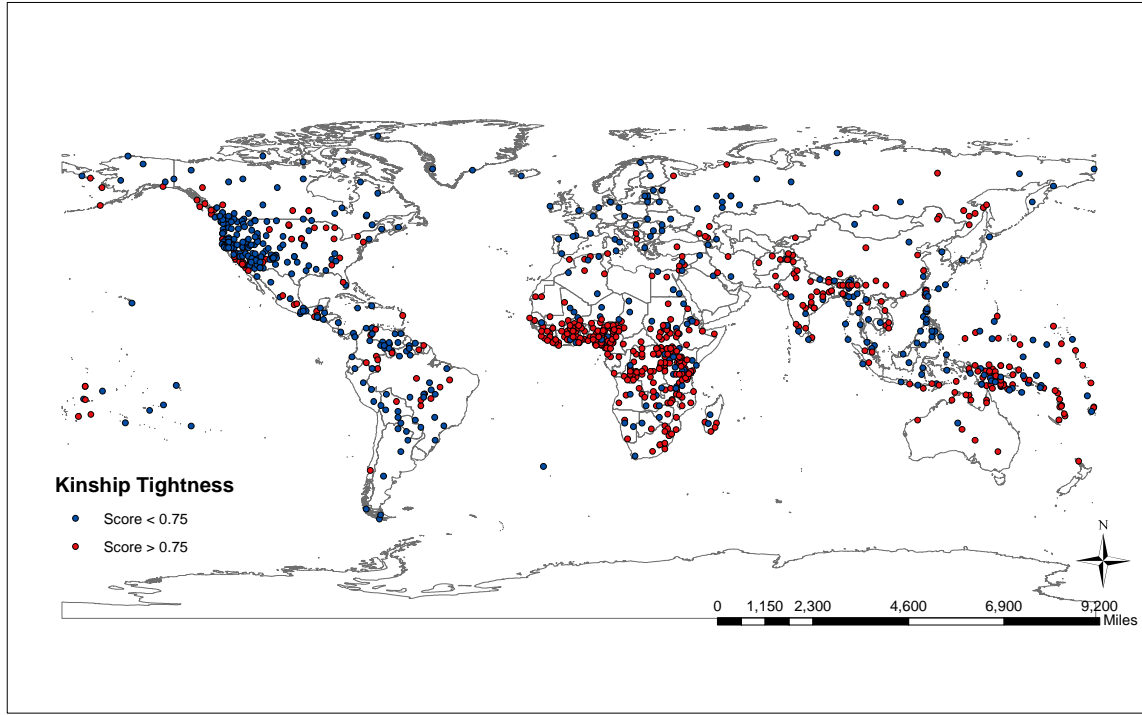 Kinship Tightness
Score < 0.75
Score > 0.75
N
0 1,150 2,300 4,600 6,900 9,200
Miles